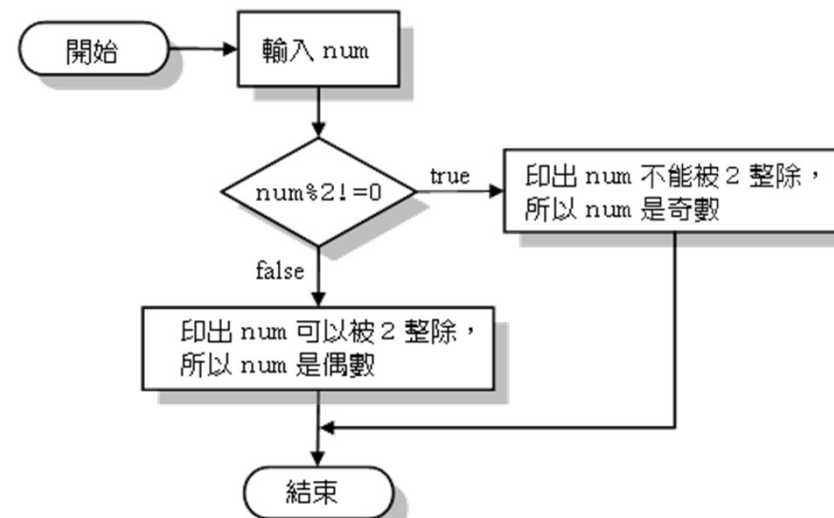 開始
輸入 num
num%2!=0
true
印出 num 不能被 2 整除，
所以 num 是奇數
false
印出 num 可以被 2 整除，
所以 num 是偶數
結束